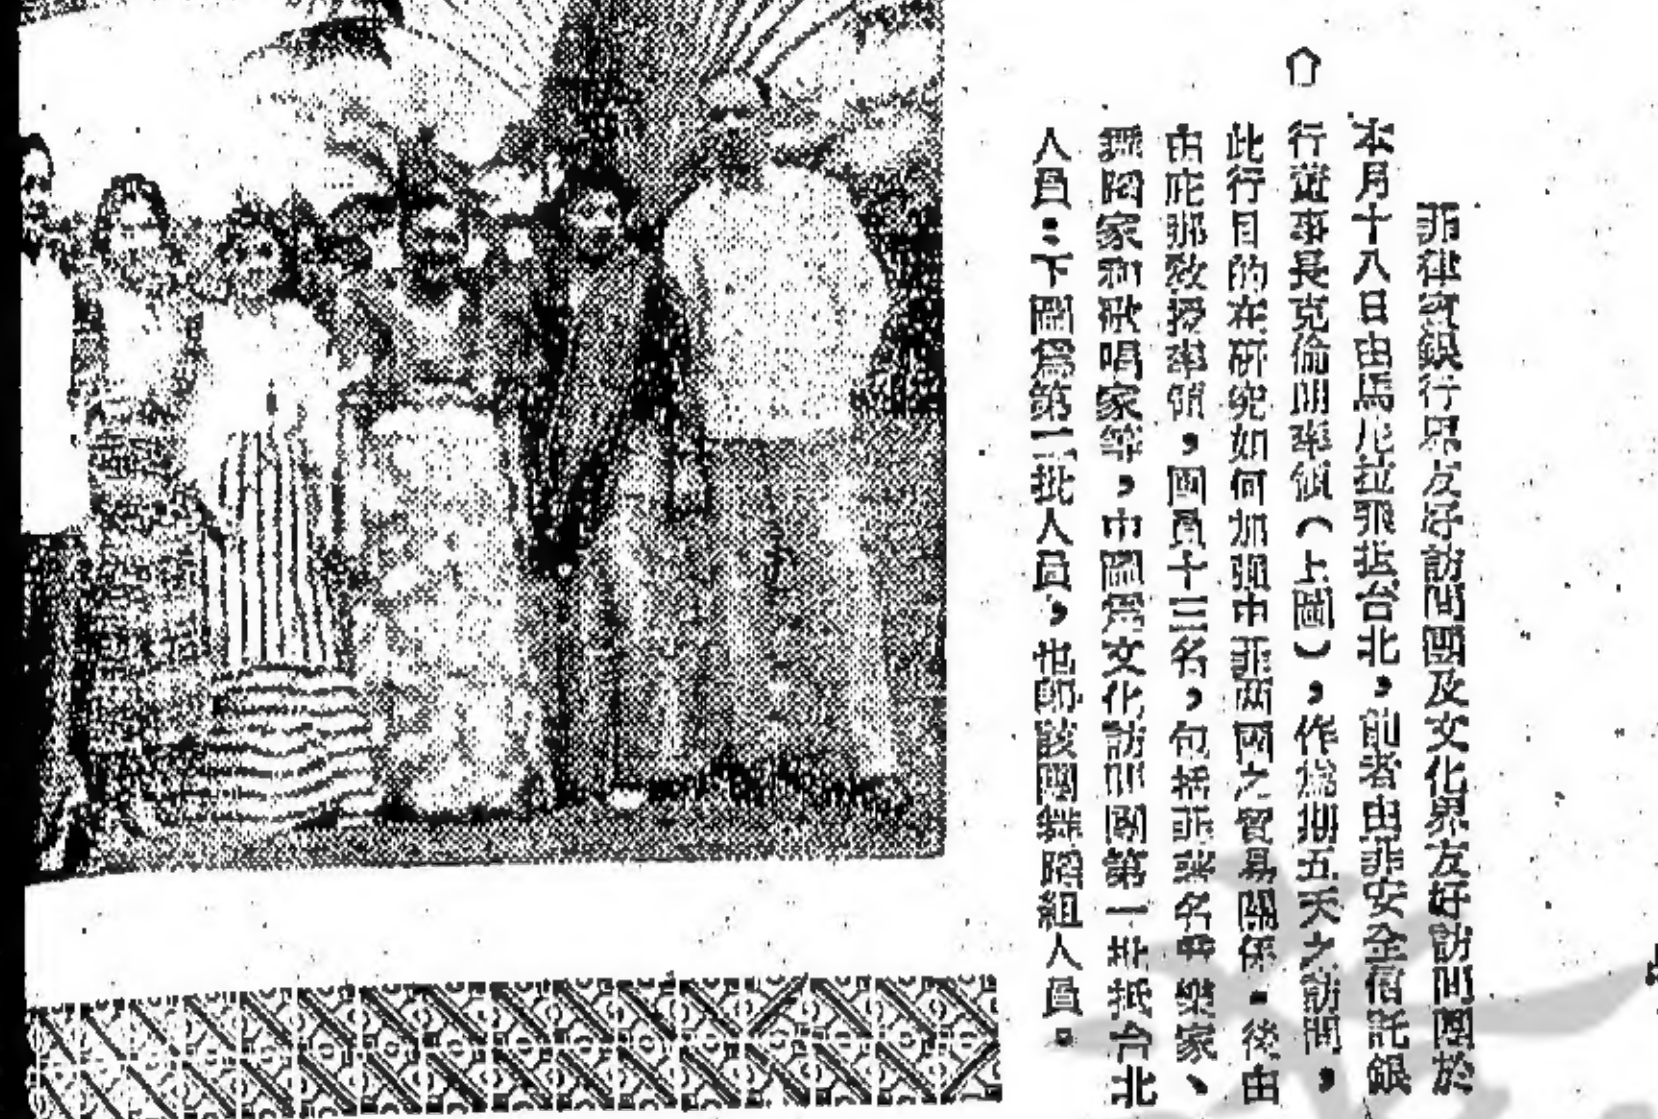 菲律賓銀行界友好訪問團及文化界友好訪問團於
本月十八日由馬尼拉飛抵台北，前者由菲安全信託銀
⇧行董事長克倫明率領（上圖），作為期五天之訪問，
此行目的在研究如何加强中菲兩國之貿易關係。後由
由陀那敎授率領，團員十三名，包括菲著名音樂家、
舞蹈家和歌唱家等，中圖爲文化訪問團第一批抵台北
人員；下圖爲第二批人員，也卽該團舞蹈組人員。